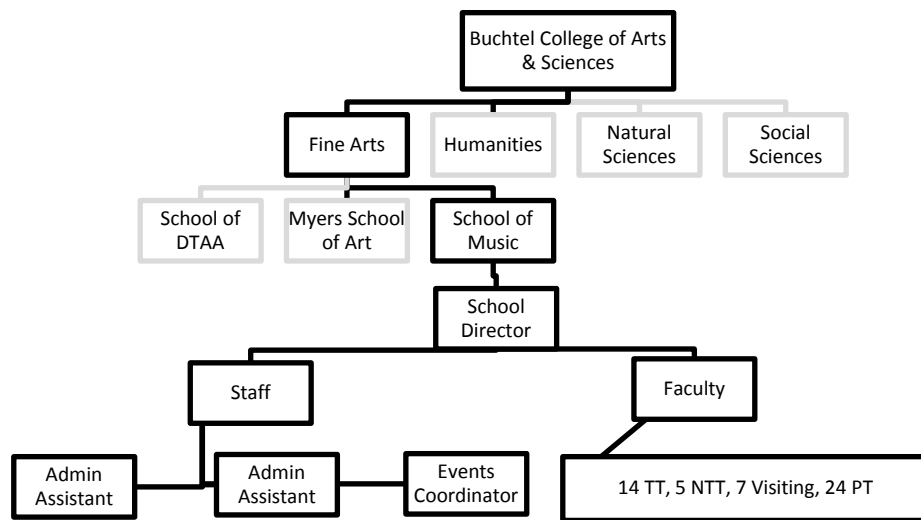 Buchtel College of Arts
& Sciences
Fine Arts
Humanities
Natural
Sciences
Social
Sciences
School of
DTAA
Myers School
of Art
School of
Music
School
Director
Staff
Faculty
Admin
Assistant
Admin
Assistant
Events
Coordinator
14 TT, 5 NTT, 7 Visiting, 24 PT